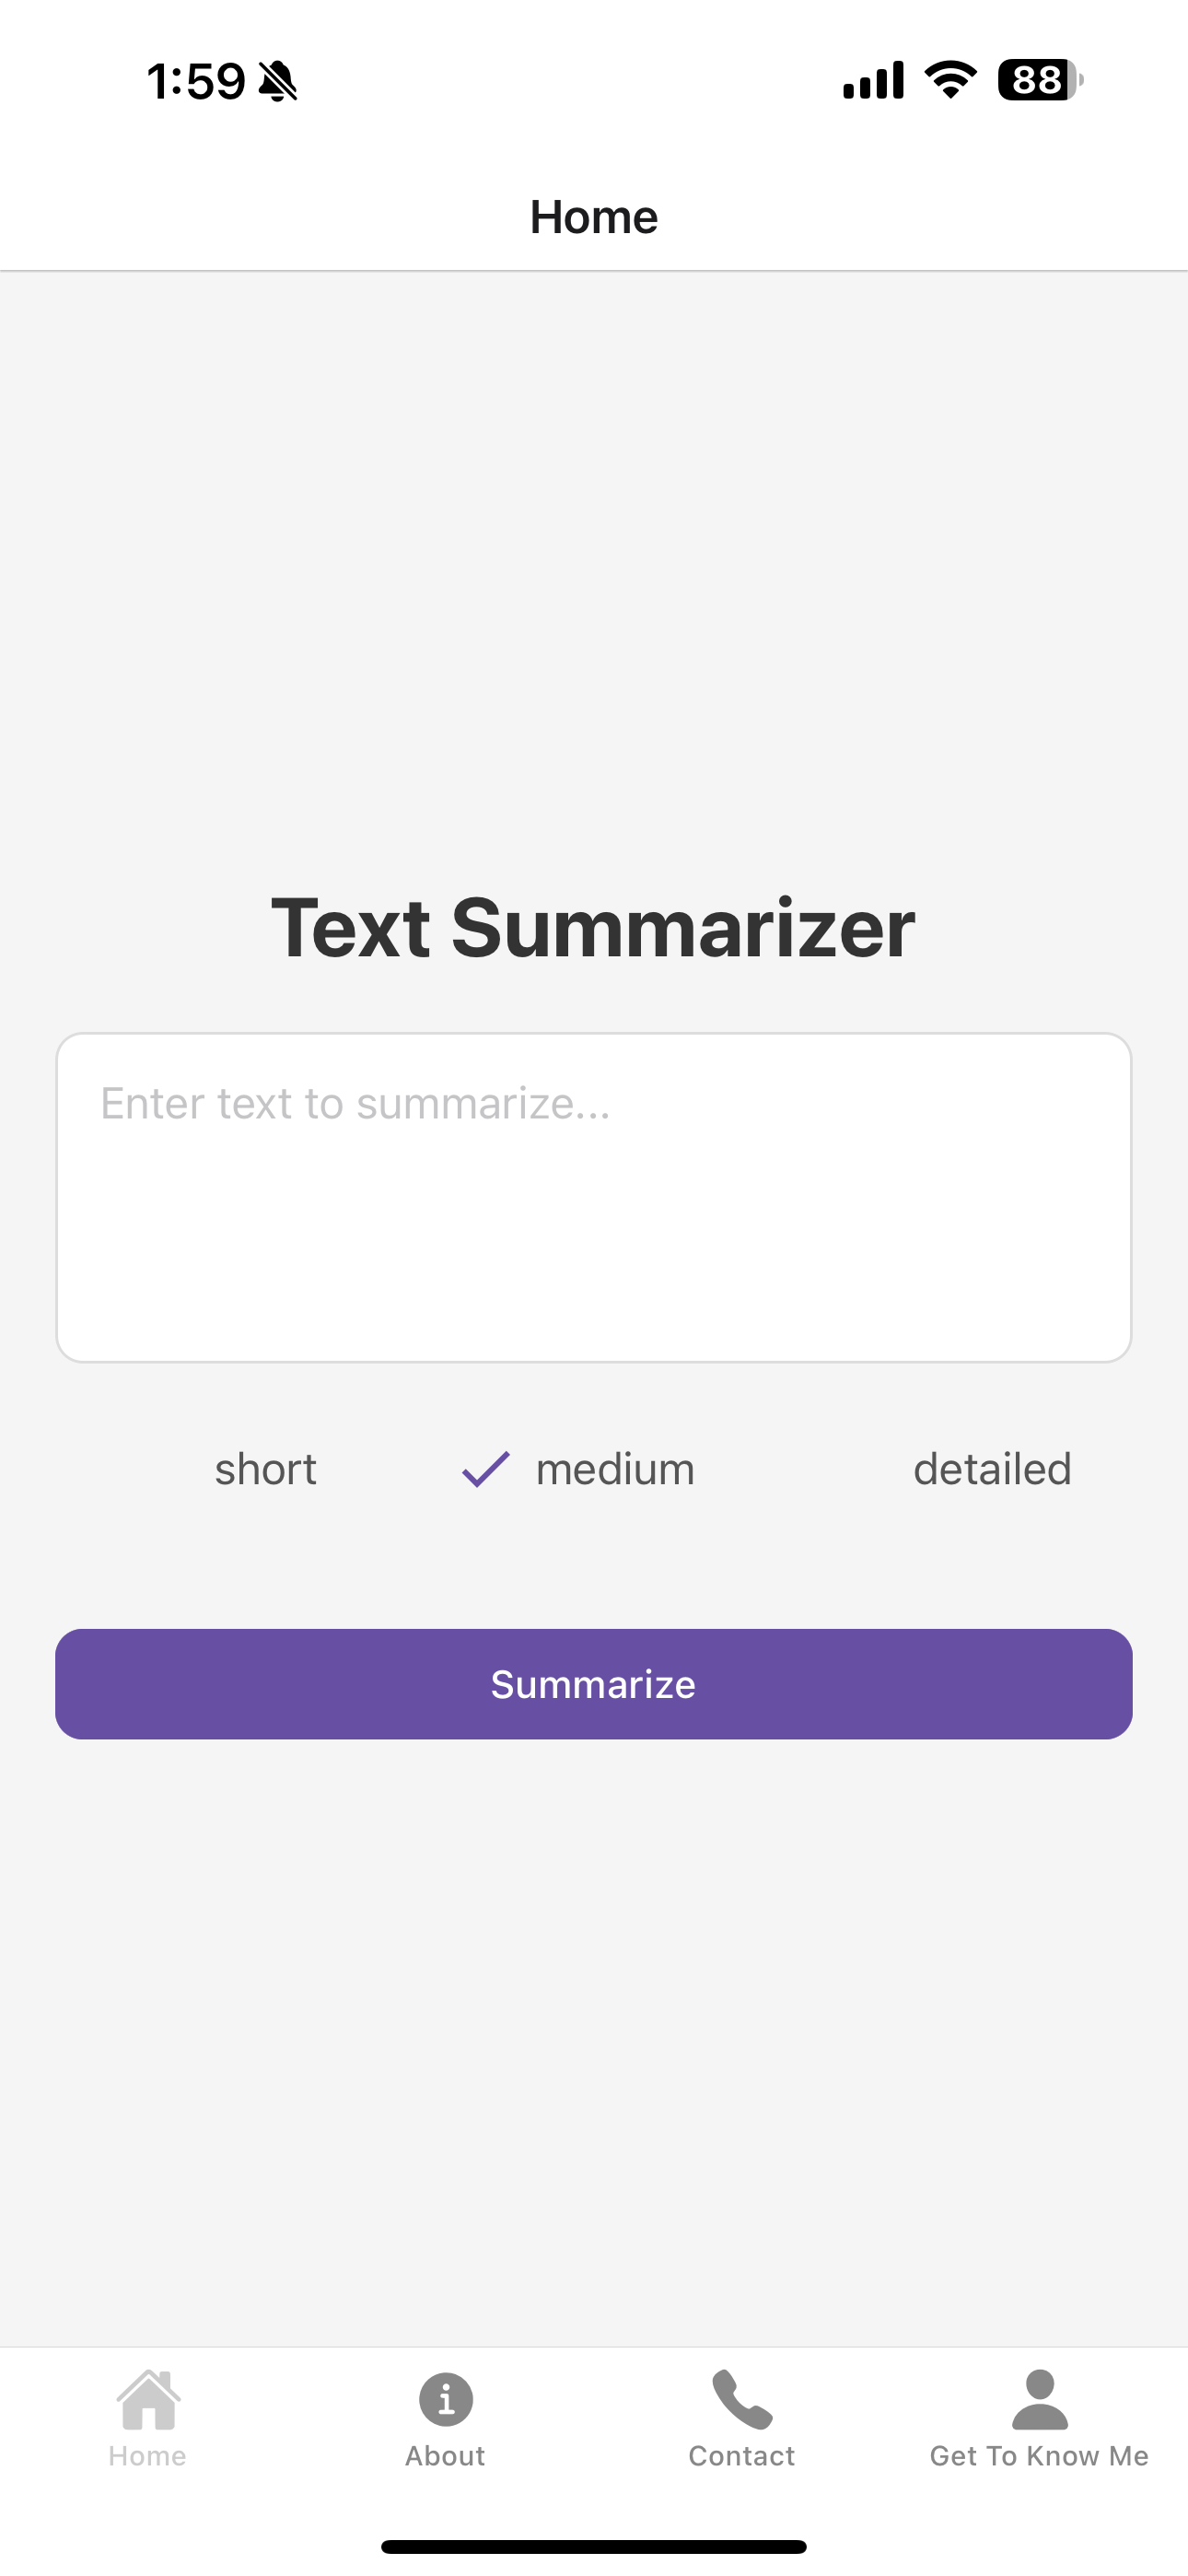 1:59
88
Home
Text Summarizer
Enter text to summarize...
short
medium
detailed
Summarize
Home
About
Contact
Get To Know Me